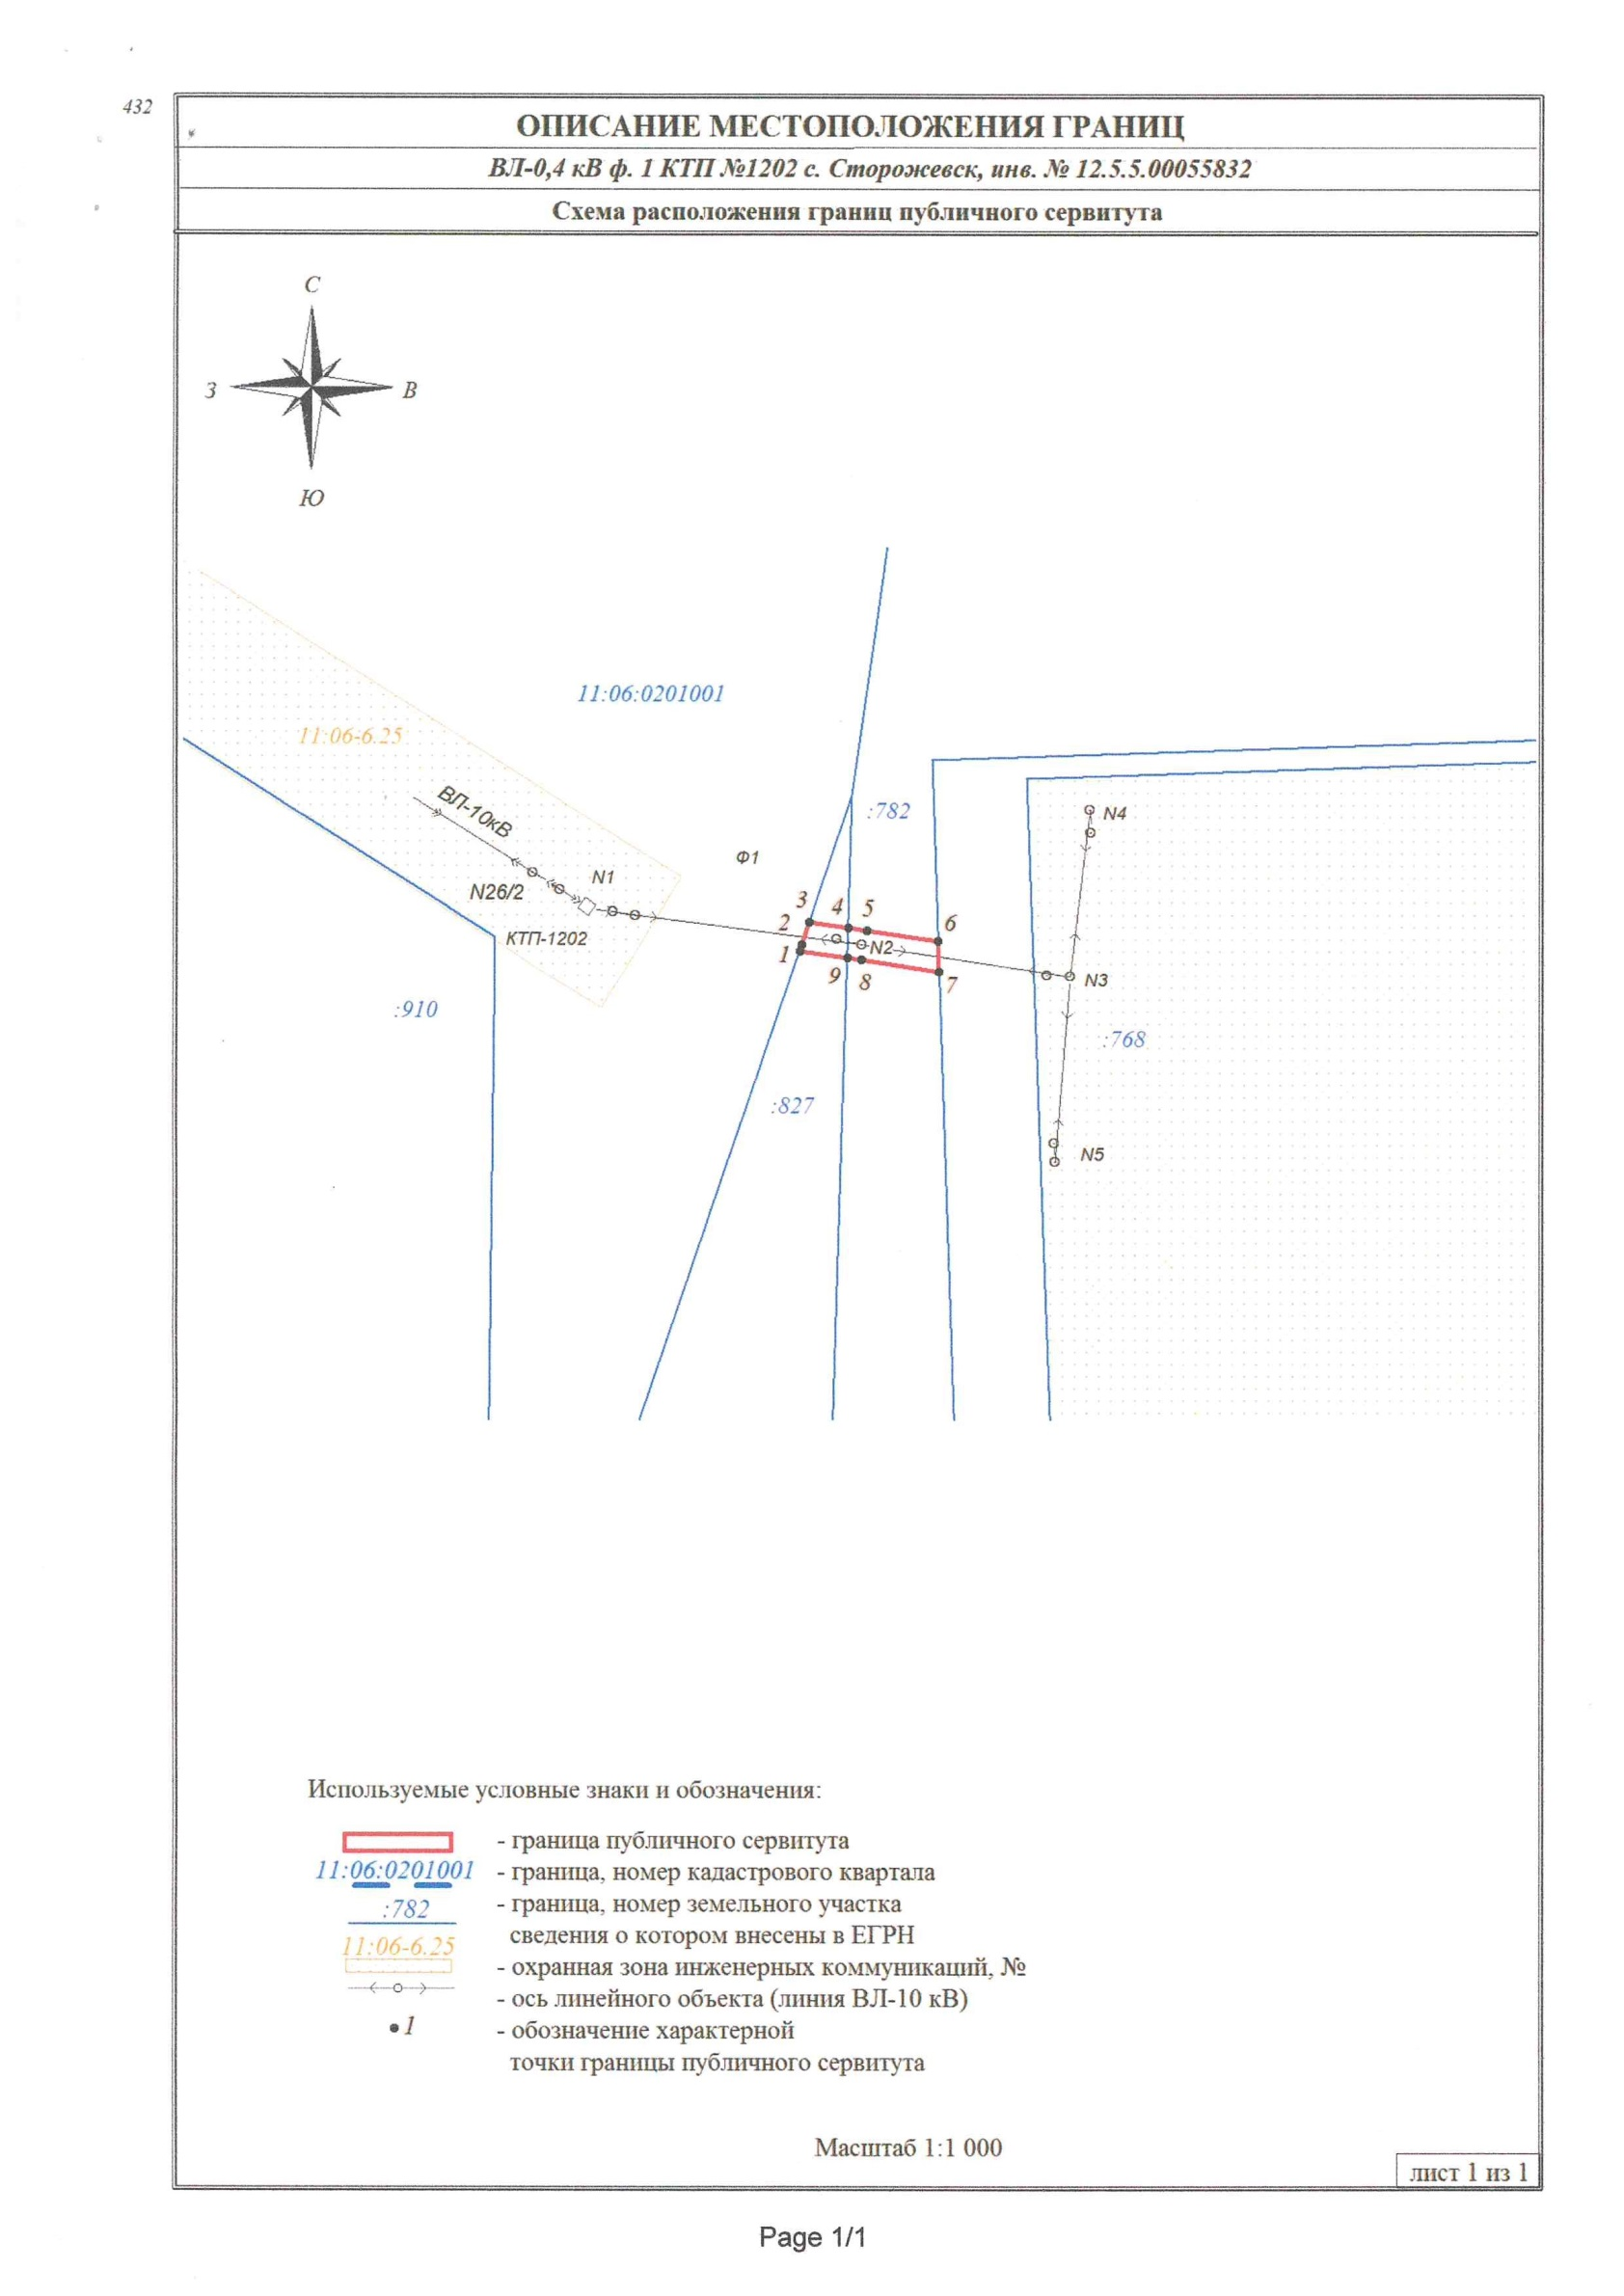 432
ОПИСАНИЕ МЕСТОПОЛОЖЕНИЯ ГРАНИЦ
ВЛ-0,4 кВ ф. 1 КТП №1202 с. Сторожевск, инв. № 12.5.5.00055832
Схема расположения границ публичного сервитута
С
З
В
Ю
11:06:0201001
11:06-6.25
ВЛ-10кВ
:782
N4
Ф1
N1
N26/2
3
4
5
2
6
КТП-1202
N2
1
9
8
7
N3
:910
:768
:827
N5
Используемые условные знаки и обозначения:
- граница публичного сервитута
11:06:0201001 - граница, номер кадастрового квартала
:782 - граница, номер земельного участка
сведения о котором внесены в ЕГРН
11:06-6.25
- охранная зона инженерных коммуникаций, №
- ось линейного объекта (линия ВЛ-10 кВ)
1 - обозначение характерной
точки границы публичного сервитута
Масштаб 1:1 000
лист 1 из 1
Page 1/1